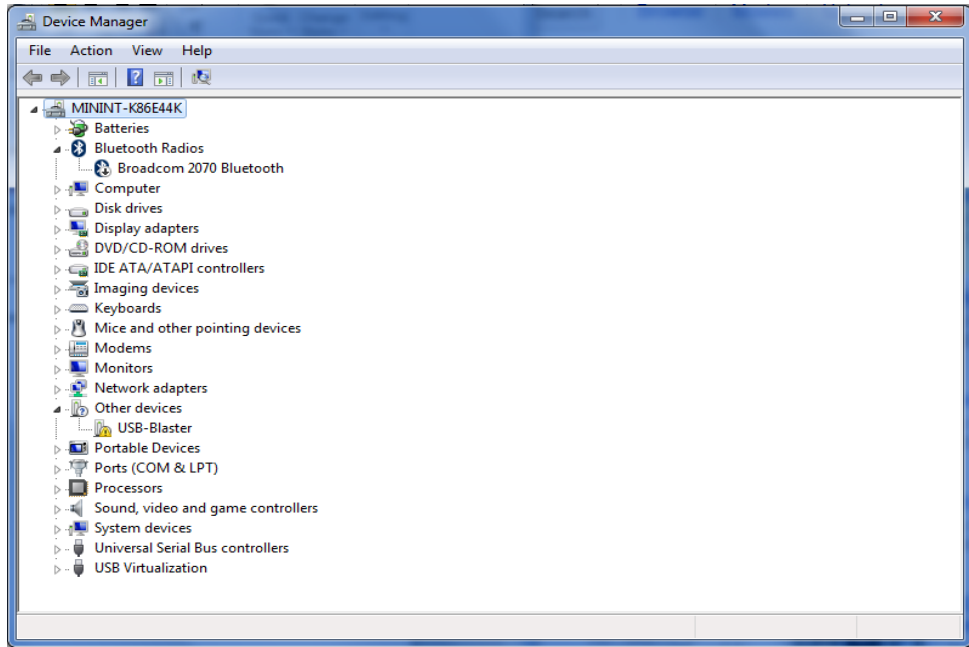 Device Manager
File Action View Help
MININT-K86E44K
Batteries
Bluetooth Radios
Broadcom 2070 Bluetooth
Computer
Disk drives
Display adapters
DVD/CD-ROM drives
IDE ATA/ATAPI controllers
Imaging devices
Keyboards
Mice and other pointing devices
Modems
Monitors
Network adapters
Other devices
USB-Blaster
Portable Devices
Ports (COM & LPT)
Processors
Sound, video and game controllers
System devices
Universal Serial Bus controllers
USB Virtualization